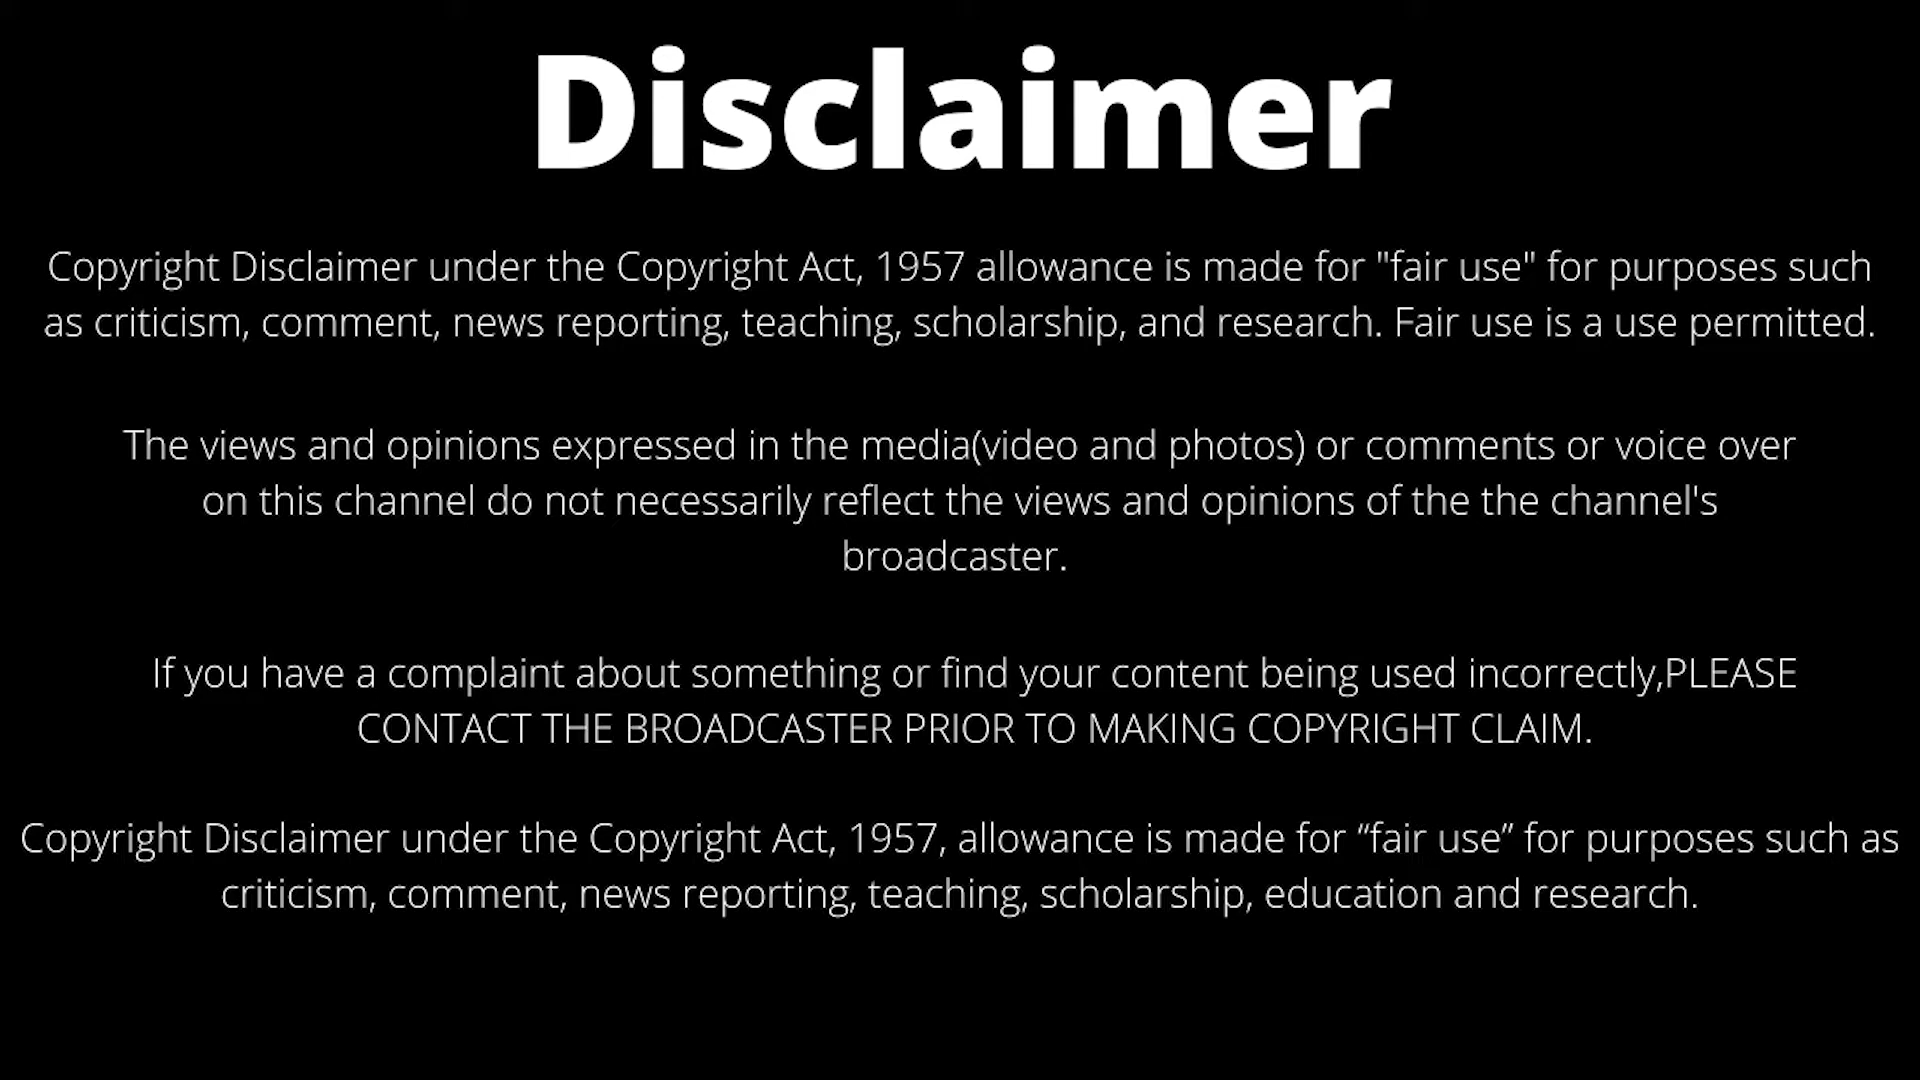 Disclaimer
Copyright Disclaimer under the Copyright Act, 1957 allowance is made for "fair use" for purposes such
as criticism, comment, news reporting, teaching, scholarship, and research. Fair use is a use permitted.
The views and opinions expressed in the media(video and photos) or comments or voice over
on this channel do not necessarily reflect the views and opinions of the the channel's
broadcaster.
If you have a complaint about something or find your content being used incorrectly,PLEASE
CONTACT THE BROADCASTER PRIOR TO MAKING COPYRIGHT CLAIM.
Copyright Disclaimer under the Copyright Act, 1957, allowance is made for “fair use” for purposes such as
criticism, comment, news reporting, teaching, scholarship, education and research.